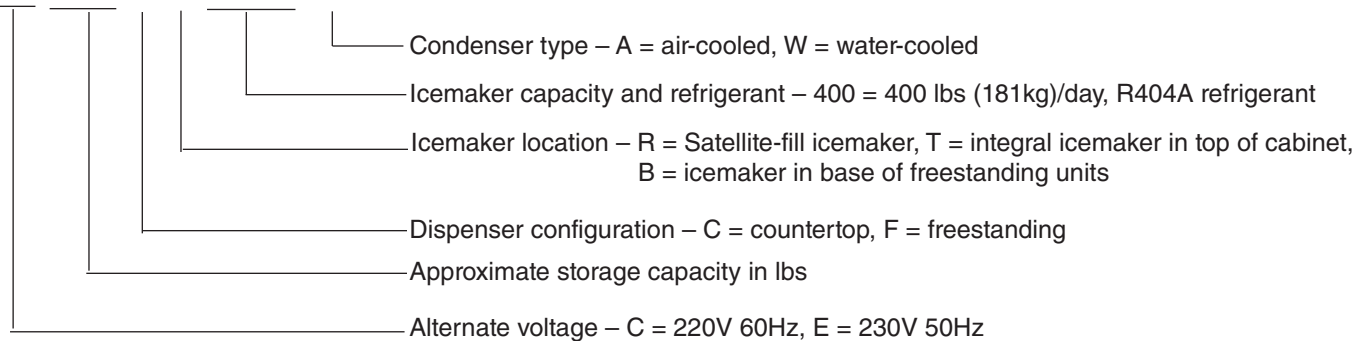 Condenser type – A = air-cooled, W = water-cooled
Icemaker capacity and refrigerant – 400 = 400 lbs (181kg)/day, R404A refrigerant
Icemaker location – R = Satellite-fill icemaker, T = integral icemaker in top of cabinet,
B = icemaker in base of freestanding units
Dispenser configuration – C = countertop, F = freestanding
Approximate storage capacity in lbs
Alternate voltage – C = 220V 60Hz, E = 230V 50Hz